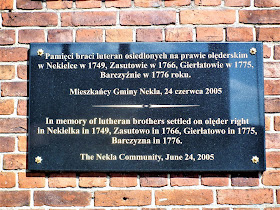 Pamięci braci luteran osiedlonych na prawie olęderskim
w Nekielce w 1749, Zasutowie w 1766, Gierłatowie w 1775,
Barczyźnie w 1776 roku.
Mieszkańcy Gminy Nekla, 24 czerwca 2005
In memory of lutheran brothers settled on olęder right
in Nekielka in 1749, Zasutowo in 1766, Gierłatowo in 1775,
Barczyzna in 1776.
The Nekla Community, June 24, 2005